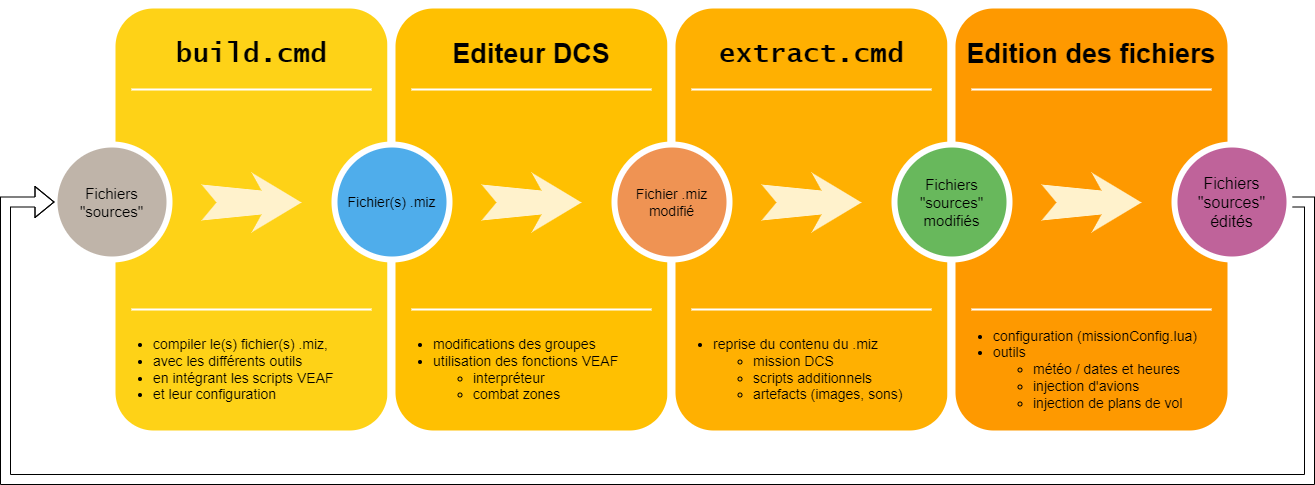 build.cmd
Editeur DCS
extract.cmd
Edition des fichiers
Fichiers
"sources"
Fichier(s) .miz
Fichier .miz
modifié
Fichiers
"sources"
modifiés
Fichiers
"sources"
édités
compiler le(s) fichier(s) .miz,
avec les différents outils
en intégrant les scripts VEAF
et leur configuration
modifications des groupes
utilisation des fonctions VEAF
interpréteur
combat zones
reprise du contenu du .miz
mission DCS
scripts additionnels
artefacts (images, sons)
configuration (missionConfig.lua)
outils
météo / dates et heures
injection d'avions
injection de plans de vol